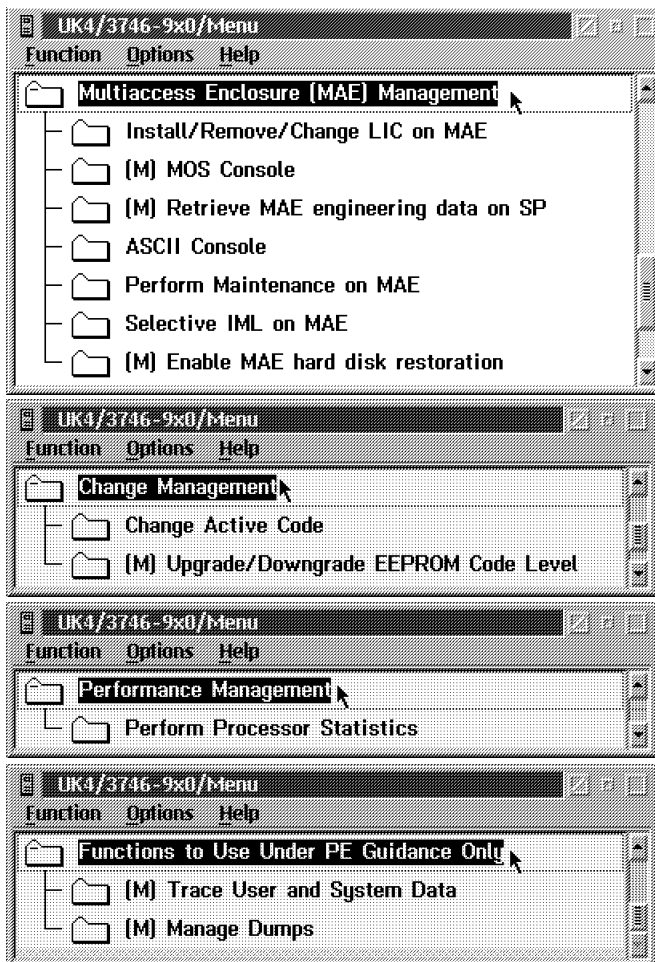 UK4/3746-9x0/Menu
Function Options Help
Multiaccess Enclosure (MAE) Management
Install/Remove/Change LIC on MAE
(M) MOS Console
(M) Retrieve MAE engineering data on SP
ASCII Console
Perform Maintenance on MAE
Selective IML on MAE
(M) Enable MAE hard disk restoration
UK4/3746-9x0/Menu
Function Options Help
Change Management
Change Active Code
(M) Upgrade/Downgrade EEPROM Code Level
UK4/3746-9x0/Menu
Function Options Help
Performance Management
Perform Processor Statistics
UK4/3746-9x0/Menu
Function Options Help
Functions to Use Under PE Guidance Only
(M) Trace User and System Data
(M) Manage Dumps